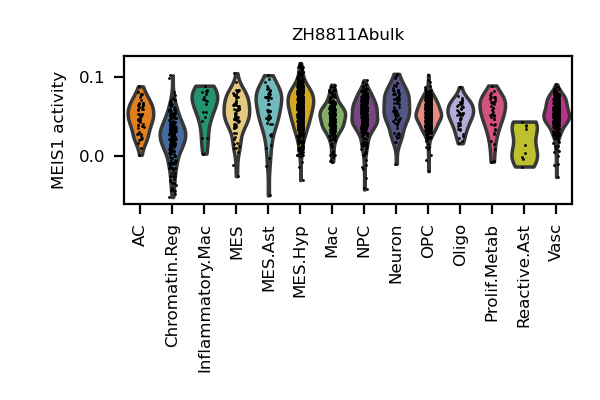 ZH8811Abulk
MEIS1 activity
0.1
0.0
AC
Chromatin.Reg
Inflammatory.Mac
MES
MES.Ast
MES.Hyp
Mac
NPC
Neuron
OPC
Oligo
Prolif.Metab
Reactive.Ast
Vasc